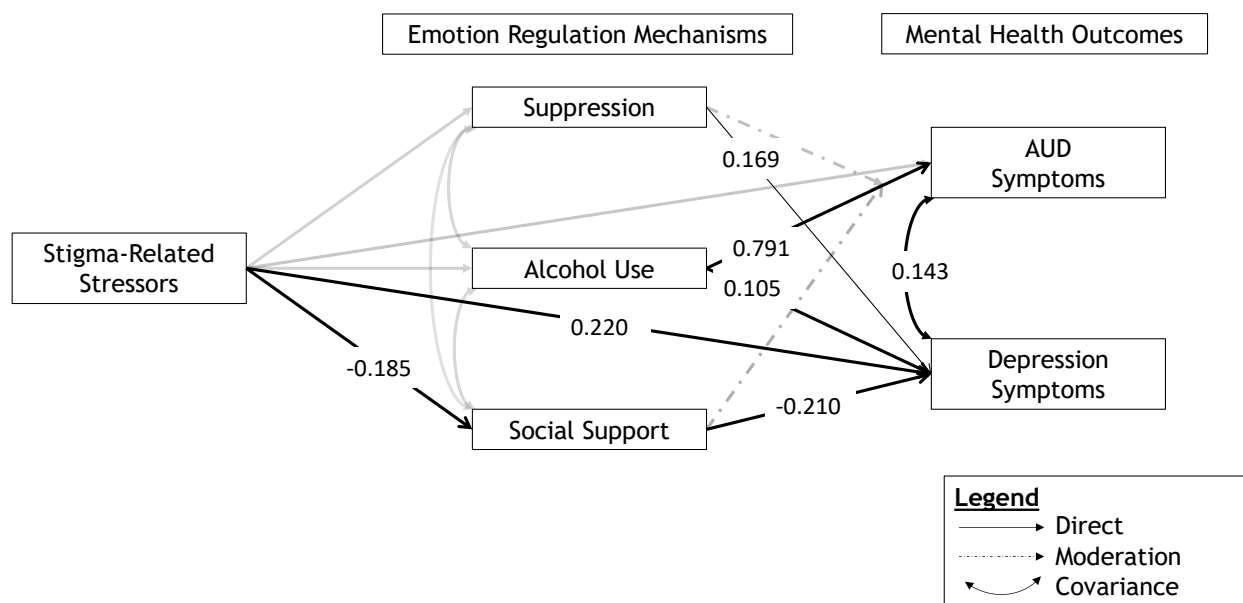 Emotion Regulation Mechanisms
Mental Health Outcomes
Suppression
AUD
Symptoms
0.169
Stigma-Related
Stressors
Alcohol Use
0.791
0.105
0.143
0.220
-0.185
Depression
Symptoms
-0.210
Social Support
Legend
Direct
Moderation
Covariance